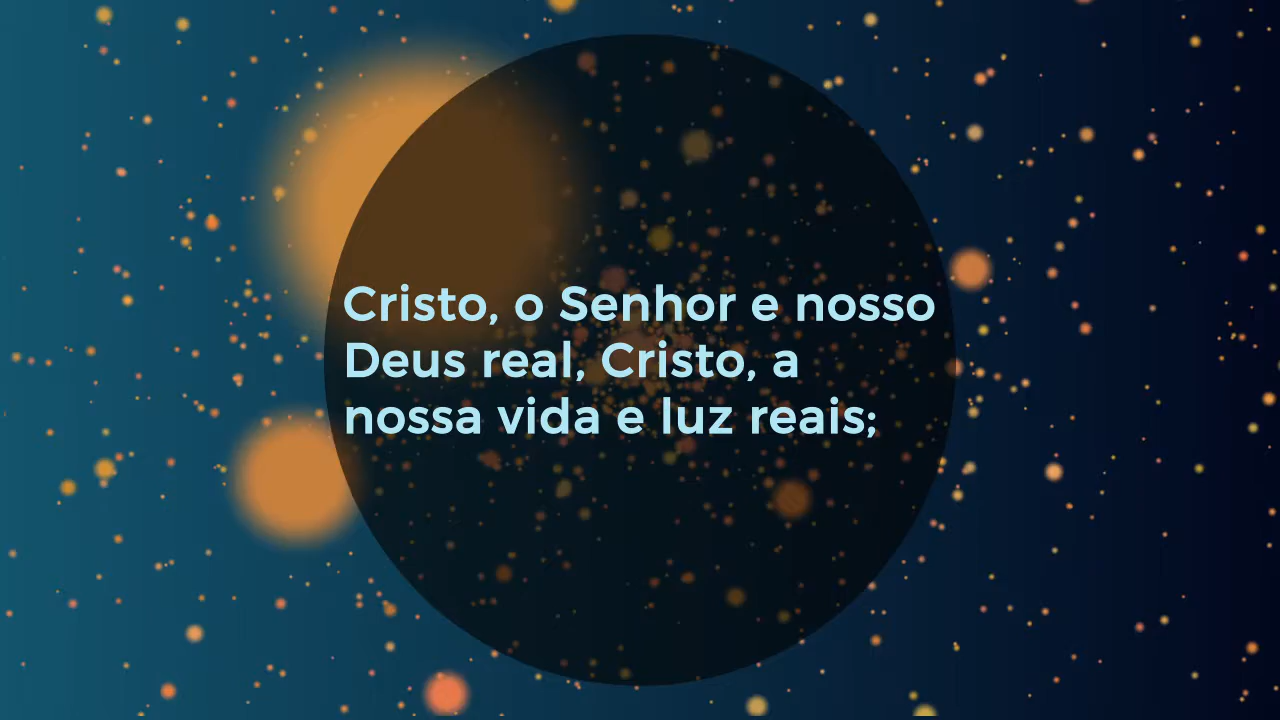 Cristo, o Senhor e nosso
Deus real, Cristo, a
nossa vida e luz reais;